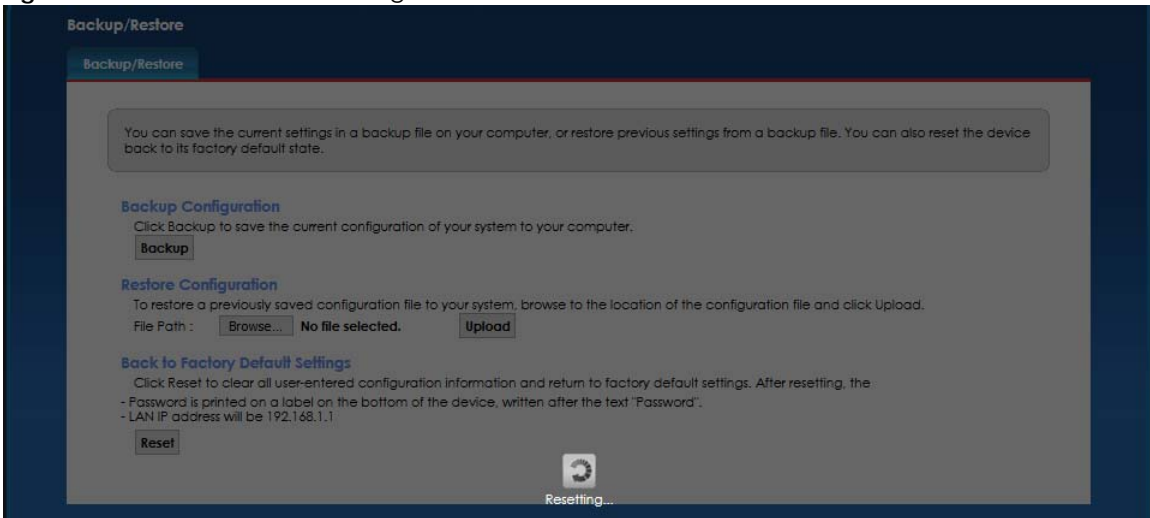 Backup/Restore
Backup/Restore
You can save the current settings in a backup file on your computer, or restore previous settings from a backup file. You can also reset the device
back to its factory default state.
Backup Configuration
Click Backup to save the current configuration of your system to your computer.
Backup
Restore Configuration
To restore a previously saved configuration file to your system, browse to the location of the configuration file and click Upload.
File Path : Browse... No file selected. Upload
Back to Factory Default Settings
Click Reset to clear all user-entered configuration information and return to factory default settings. After resetting, the
- Password is printed on a label on the bottom of the device, written after the text "Password".
- LAN IP address will be 192.168.1.1
Reset
Resetting...